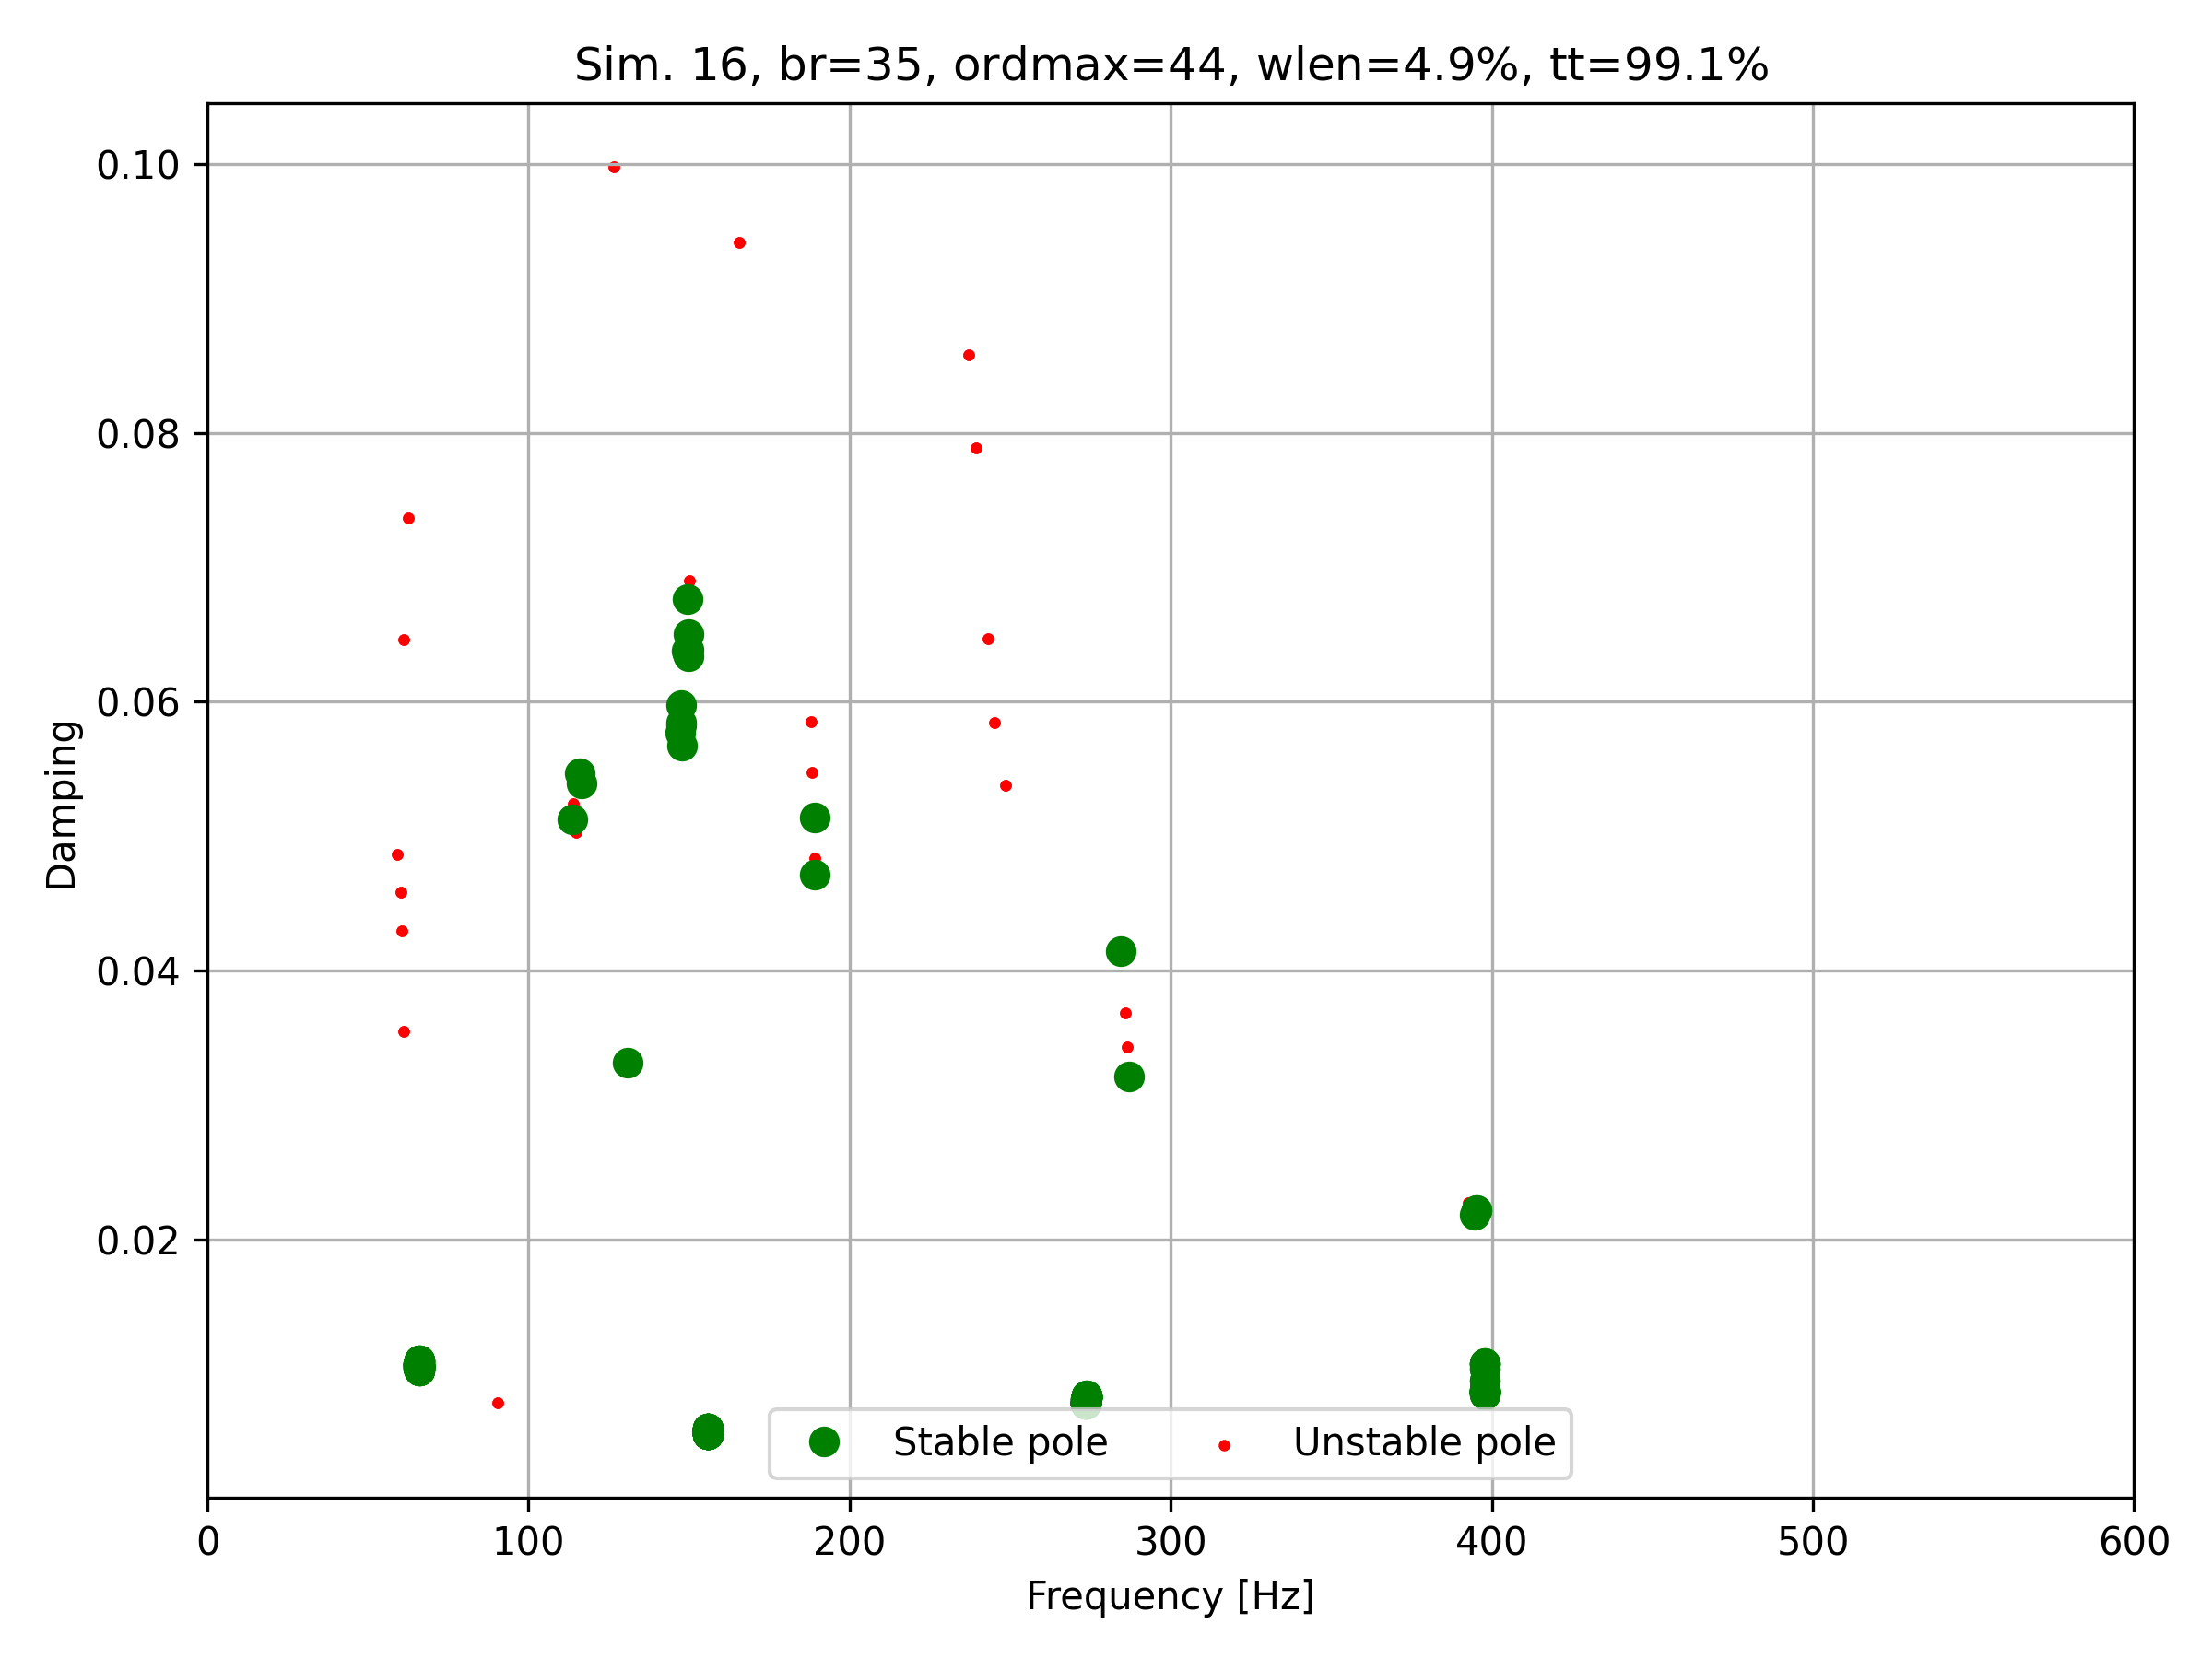 Sim. 16, br=35, ordmax=44, wlen=4.9%, tt=99.1%
0.10
0.08
0.06
0.04
0.02
Damping
Stable pole
Unstable pole
0
100
200
300
400
500
600
Frequency [Hz]